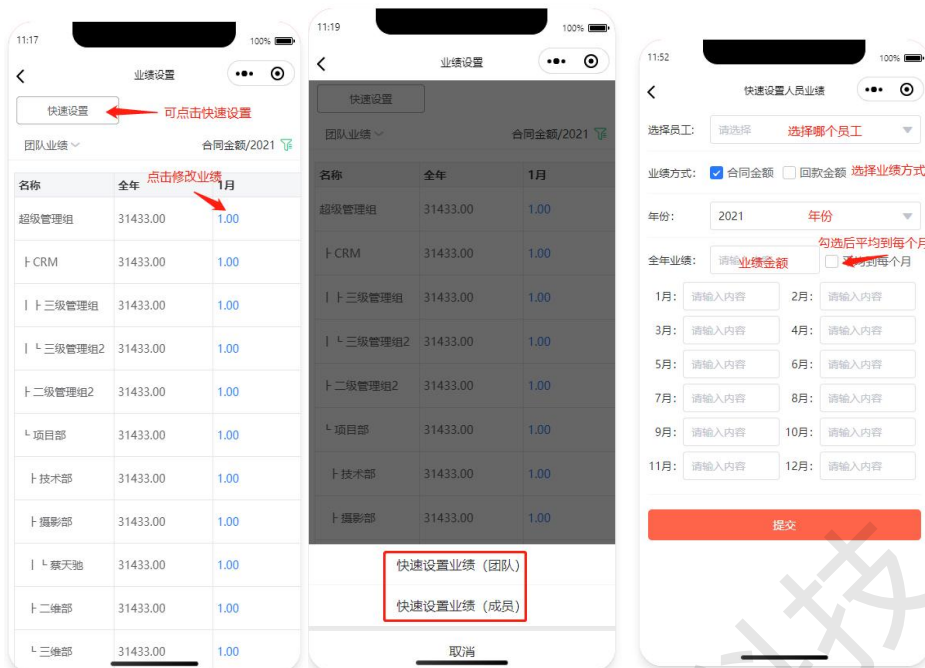 11:17
100%
业绩设置
快速设置
可点击快速设置
团队业绩
合同金额/2021
点击修改业绩
名称 全年 1月
超级管理组 31433.00 1.00
├ CRM 31433.00 1.00
| ├ 三级管理组 31433.00 1.00
| └ 三级管理组2 31433.00 1.00
├ 二级管理组2 31433.00 1.00
└ 项目部 31433.00 1.00
├ 技术部 31433.00 1.00
├ 摄影部 31433.00 1.00
| └ 蔡天驰 31433.00 1.00
├ 二维部 31433.00 1.00
└ 三维部 31433.00 1.00
11:19
100%
业绩设置
快速设置
团队业绩
合同金额/2021
名称 全年 1月
超级管理组 31433.00 1.00
├ CRM 31433.00 1.00
| ├ 三级管理组 31433.00 1.00
| └ 三级管理组2 31433.00 1.00
├ 二级管理组2 31433.00 1.00
└ 项目部 31433.00 1.00
├ 技术部 31433.00 1.00
├ 摄影部 31433.00 1.00
快速设置业绩（团队）
快速设置业绩（成员）
取消
11:52
100%
快速设置人员业绩
选择员工: 请选择 选择哪个员工
业绩方式: 合同金额 回款金额 选择业绩方式
年份: 2021 年份
勾选后平均到每个月
全年业绩: 业绩金额 平均到每个月
1月: 请输入内容 2月: 请输入内容
3月: 请输入内容 4月: 请输入内容
5月: 请输入内容 6月: 请输入内容
7月: 请输入内容 8月: 请输入内容
9月: 请输入内容 10月: 请输入内容
11月: 请输入内容 12月: 请输入内容
提交
科技